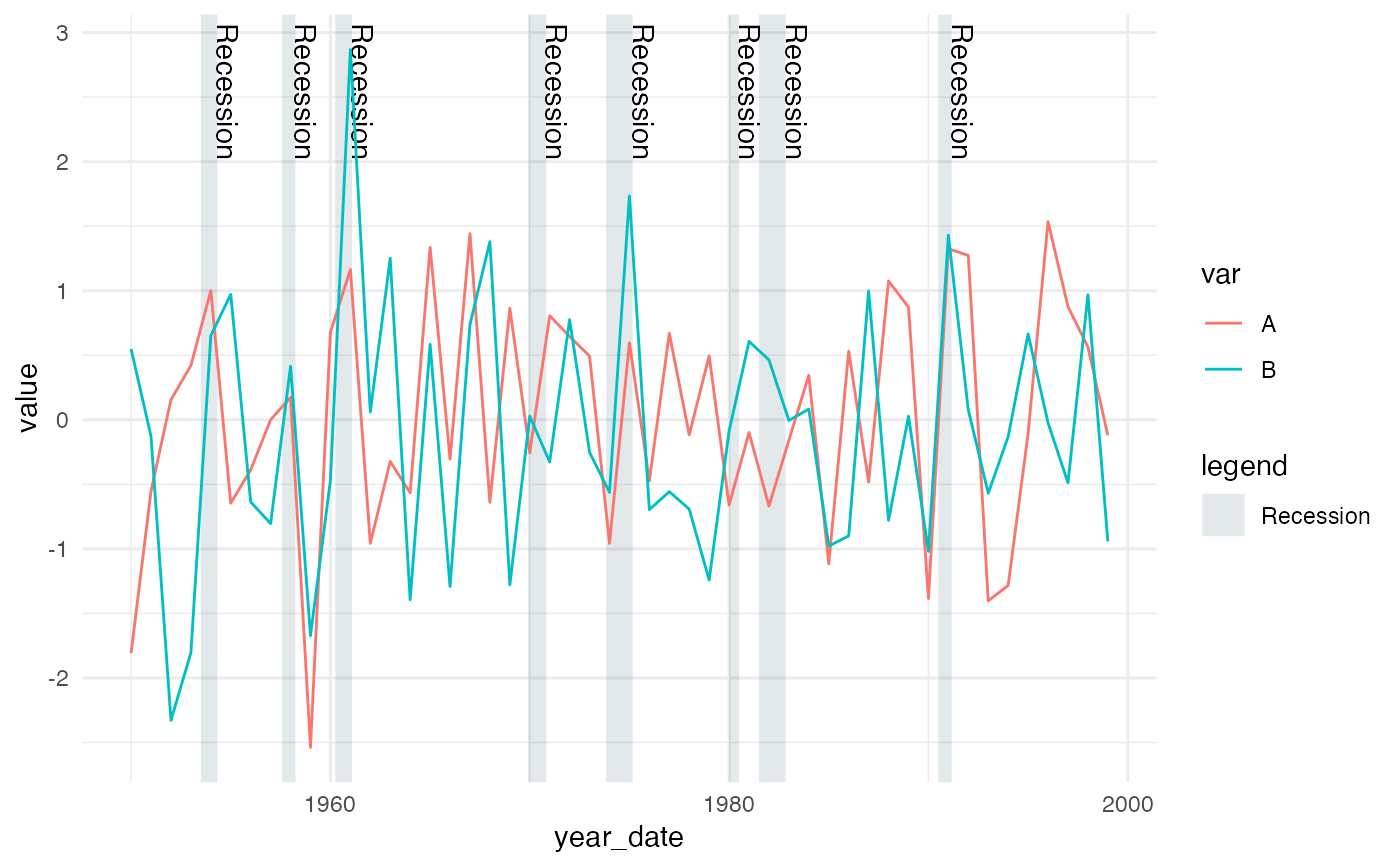 3
2
1
0
-1
-2
value
Recession
Recession
Recession
Recession
Recession
Recession
Recession
Recession
1960
1980
2000
year_date
var
A
B
legend
Recession